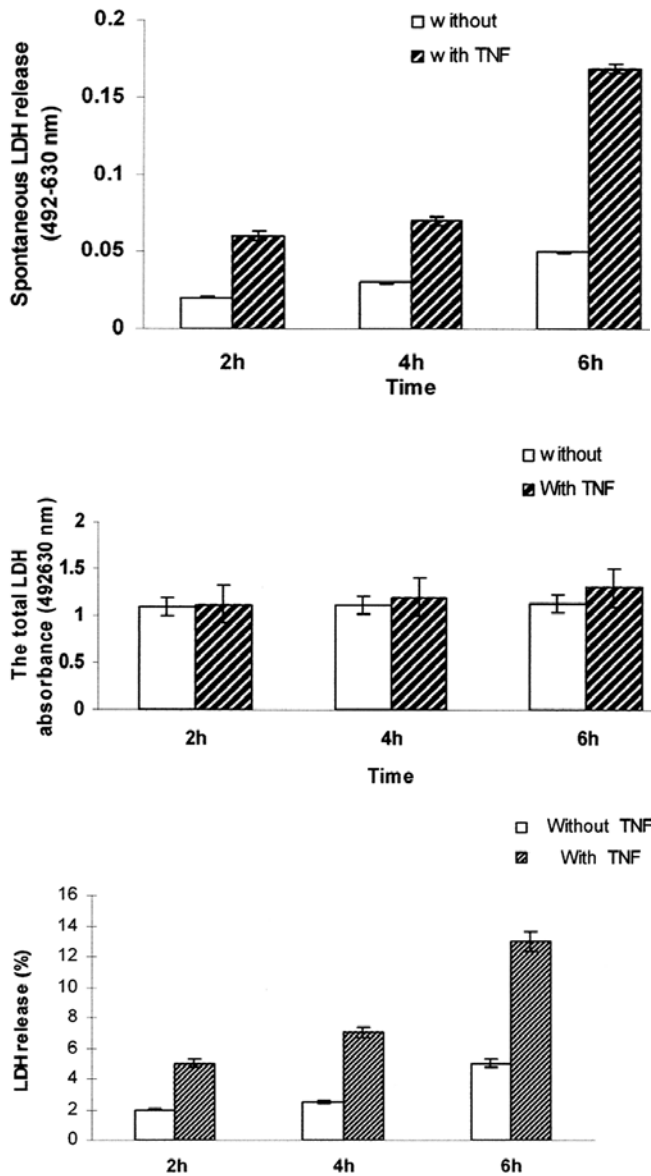 without
with TNF
0.2
0.15
0.1
0.05
0
Spontaneous LDH release
(492-630 nm)
2h 4h 6h
Time
without
With TNF
2
1.5
1
0.5
0
The total LDH
absorbance (492630 nm)
2h 4h 6h
Time
Without TNF
With TNF
16
14
12
10
8
6
4
2
0
LDH release (%)
2h 4h 6h